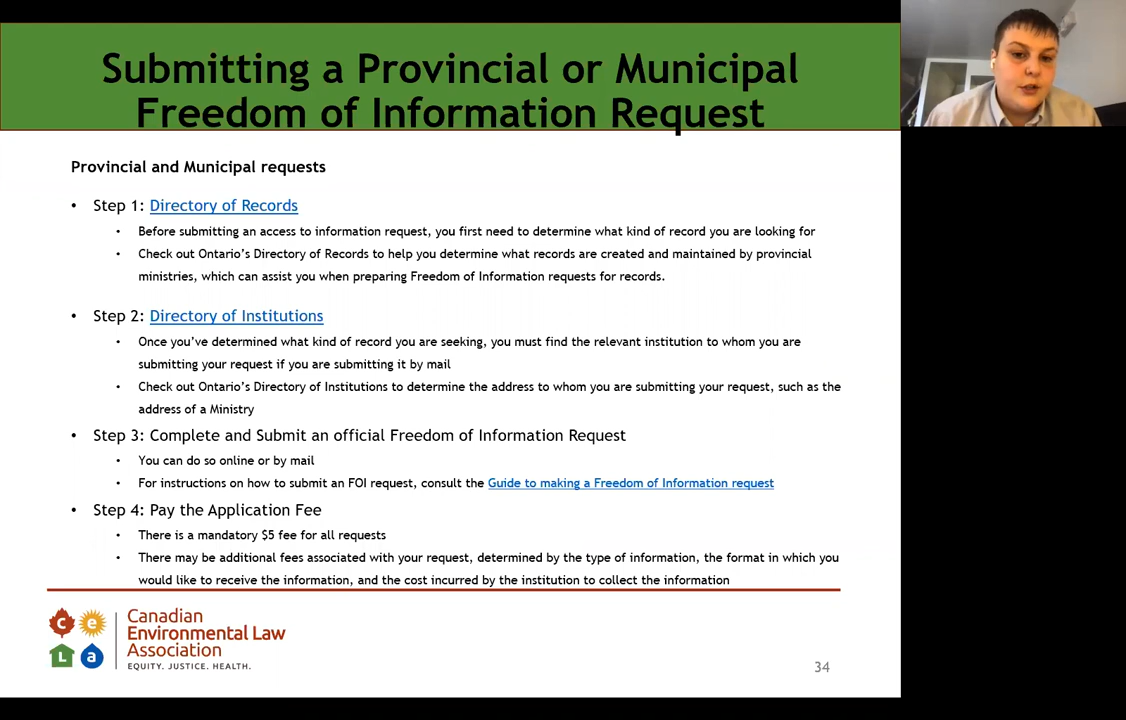 Submitting a Provincial or Municipal
Freedom of Information Request
Provincial and Municipal requests
• Step 1: Directory of Records
• Before submitting an access to information request, you first need to determine what kind of record you are looking for
• Check out Ontario’s Directory of Records to help you determine what records are created and maintained by provincial
ministries, which can assist you when preparing Freedom of Information requests for records.
• Step 2: Directory of Institutions
• Once you’ve determined what kind of record you are seeking, you must find the relevant institution to whom you are
submitting your request if you are submitting it by mail
• Check out Ontario’s Directory of Institutions to determine the address to whom you are submitting your request, such as the
address of a Ministry
• Step 3: Complete and Submit an official Freedom of Information Request
• You can do so online or by mail
• For instructions on how to submit an FOI request, consult the Guide to making a Freedom of Information request
• Step 4: Pay the Application Fee
• There is a mandatory $5 fee for all requests
• There may be additional fees associated with your request, determined by the type of information, the format in which you
would like to receive the information, and the cost incurred by the institution to collect the information
c e
L a
Canadian
Environmental Law
Association
EQUITY. JUSTICE. HEALTH.
34